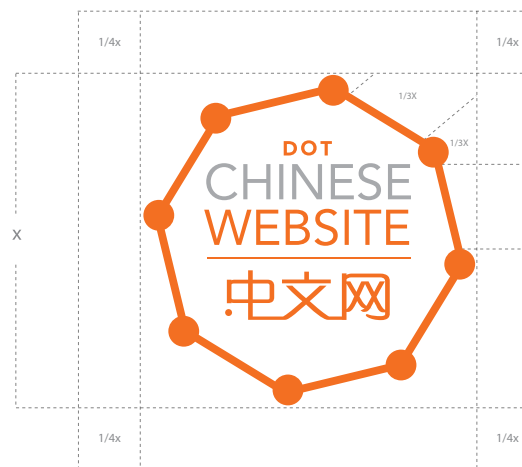 1/4x 1/4x
1/3X
DOT
1/3X
CHINESE
WEBSITE
X
.中文网
1/4x 1/4x